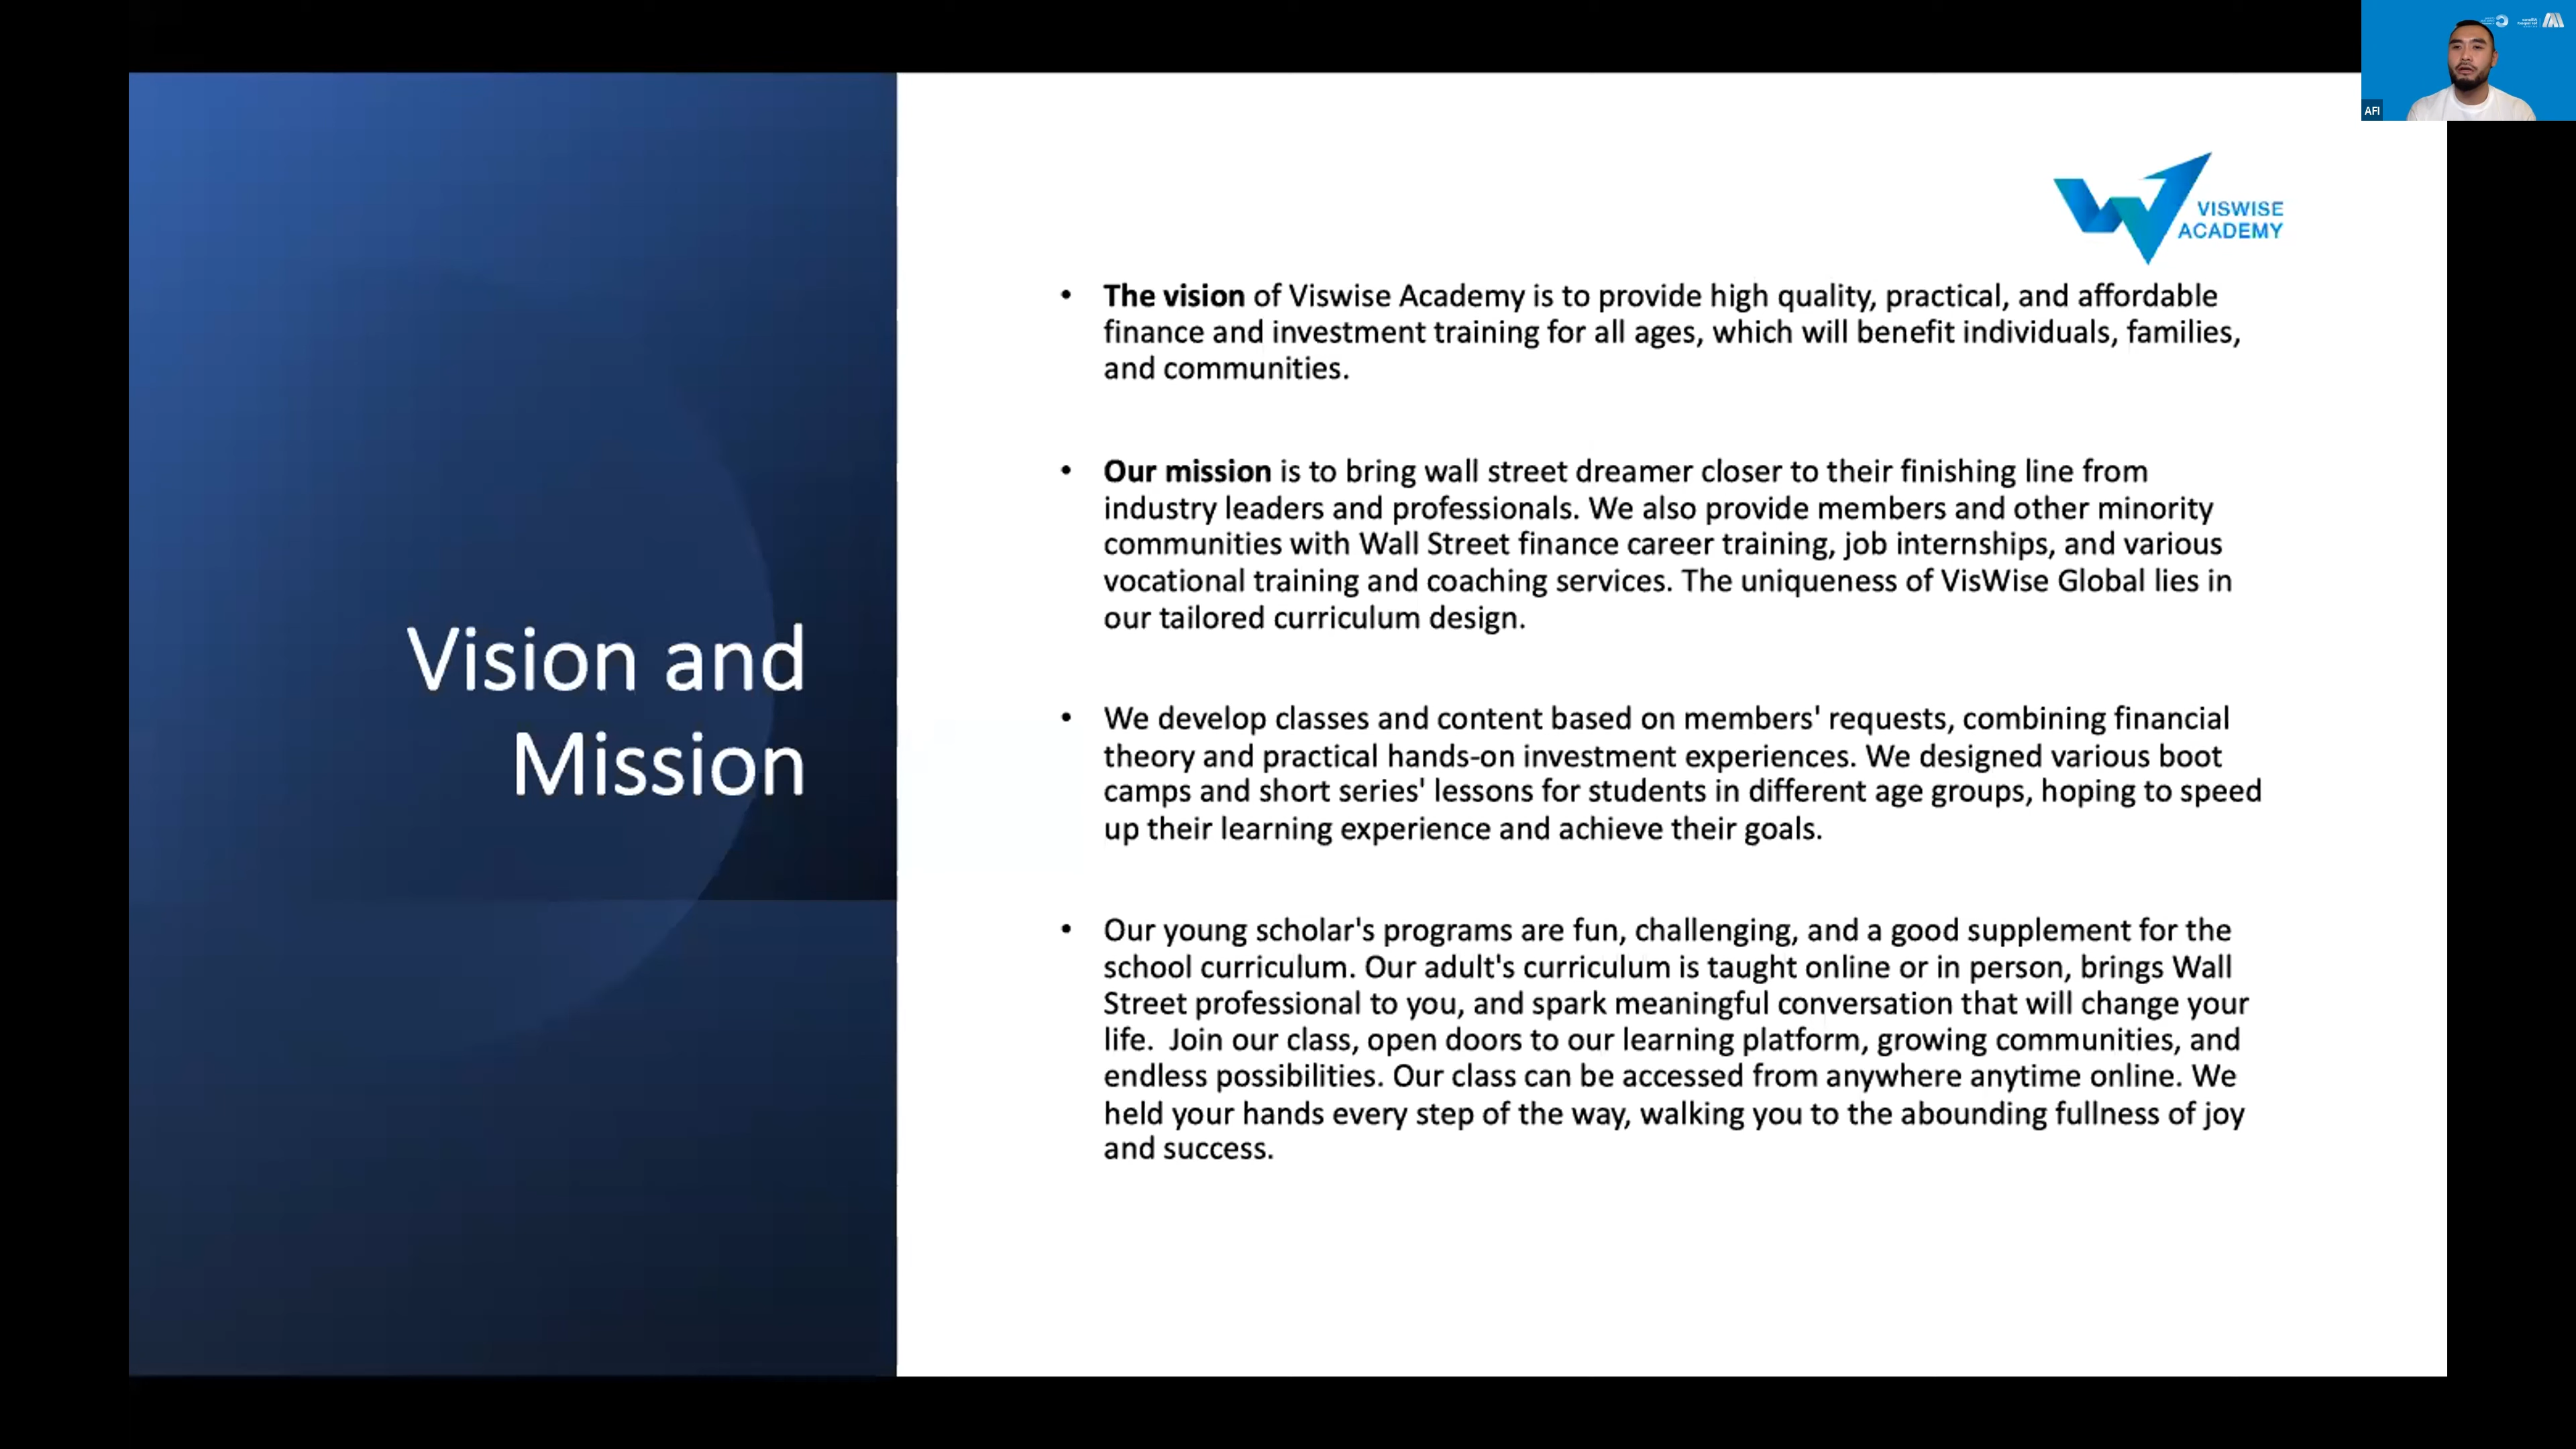 AFI
VISWISE
ACADEMY
Vision and
Mission
• The vision of Viswise Academy is to provide high quality, practical, and affordable
finance and investment training for all ages, which will benefit individuals, families,
and communities.
• Our mission is to bring wall street dreamer closer to their finishing line from
industry leaders and professionals. We also provide members and other minority
communities with Wall Street finance career training, job internships, and various
vocational training and coaching services. The uniqueness of VisWise Global lies in
our tailored curriculum design.
• We develop classes and content based on members' requests, combining financial
theory and practical hands-on investment experiences. We designed various boot
camps and short series' lessons for students in different age groups, hoping to speed
up their learning experience and achieve their goals.
• Our young scholar's programs are fun, challenging, and a good supplement for the
school curriculum. Our adult's curriculum is taught online or in person, brings Wall
Street professional to you, and spark meaningful conversation that will change your
life.  Join our class, open doors to our learning platform, growing communities, and
endless possibilities. Our class can be accessed from anywhere anytime online. We
held your hands every step of the way, walking you to the abounding fullness of joy
and success.